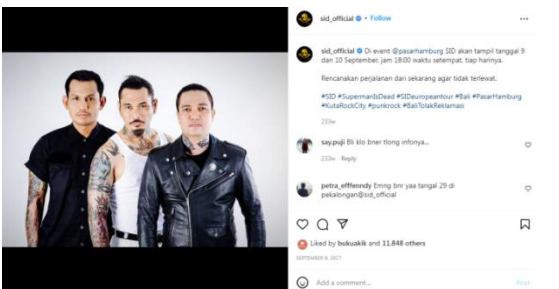 sid_official • Follow
sid_official Di event @pasarhamburg SID akan tampil tanggal 9
dan 10 September. jam 18:00 waktu setempat. tiap harinya.
Rencanakan perjalanan dari sekarang agar tidak terlewat.
#SID #SupermanIsDead #SIDeuropeantour #Bali #PasarHamburg
#KutaRockCity #punkrock #BaliTolakReklamasi
233w
say.puji Bli klo bner tlong infonya...
233w Reply
petra_efffenndy Emng bnr yaa tangal 29 di
pekalongan@sid_official
Liked by bukuakik and 11,848 others
SEPTEMBER 8, 2017
Add a comment...
Post